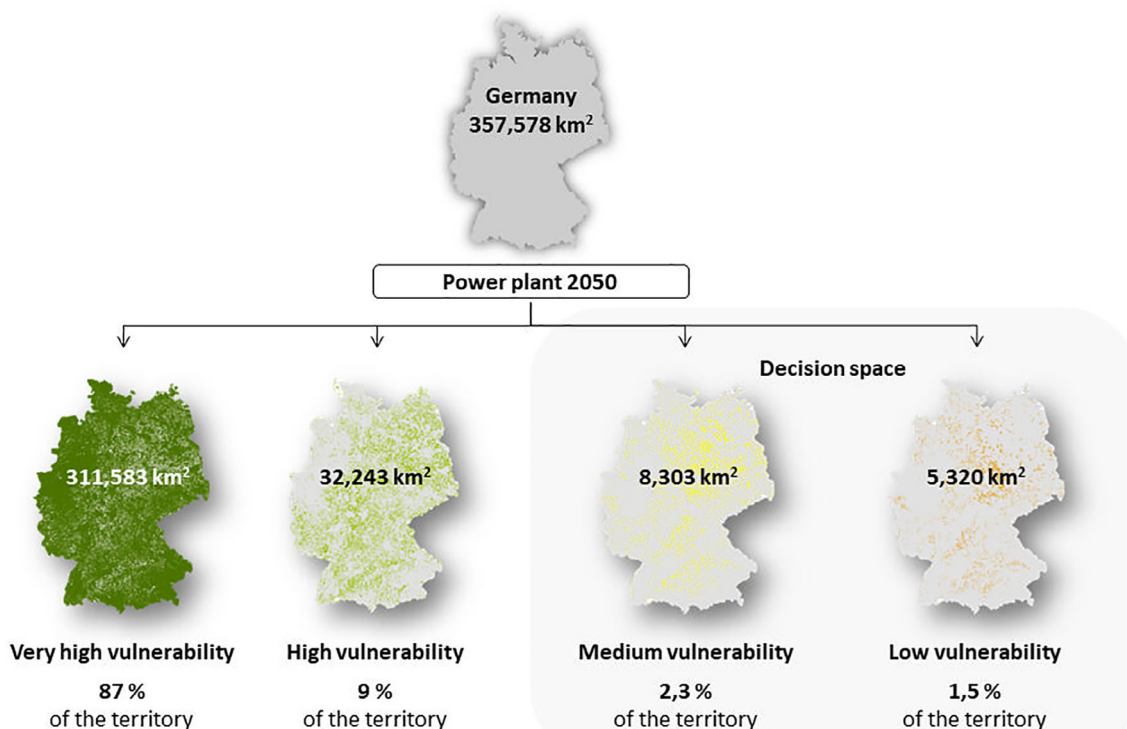 Germany
357,578 km²
Power plant 2050
Decision space
311,583 km²
32,243 km²
8,303 km²
5,320 km²
Very high vulnerability
High vulnerability
Medium vulnerability
Low vulnerability
87 %
9 %
2,3 %
1,5 %
of the territory
of the territory
of the territory
of the territory